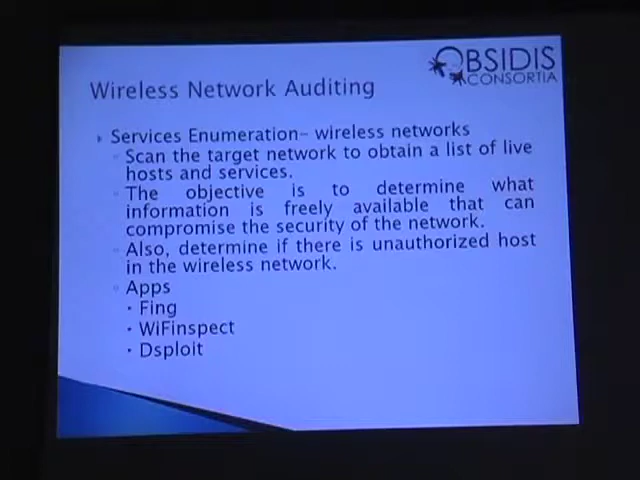 OBSIDIS
CONSORTIA
Wireless Network Auditing
Services Enumeration– wireless networks
Scan the target network to obtain a list of live
hosts and services.
The objective is to determine what
information is freely available that can
compromise the security of the network.
Also, determine if there is unauthorized host
in the wireless network.
Apps
Fing
WiFinspect
Dsploit